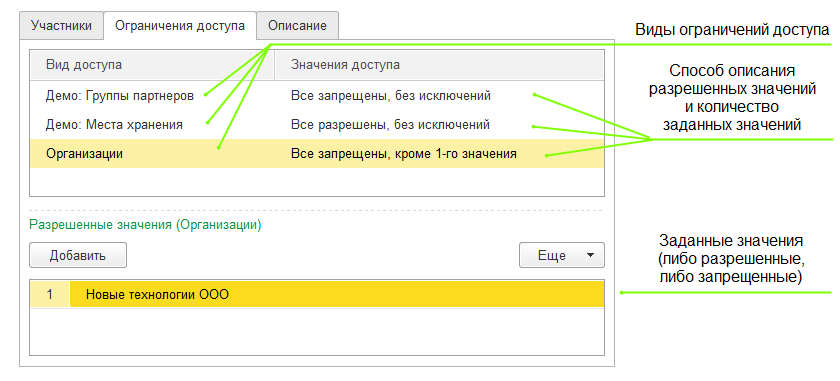 Участники Ограничения доступа Описание
Виды ограничений доступа
Вид доступа Значения доступа
Демо: Группы партнеров Все запрещены, без исключений
Демо: Места хранения Все разрешены, без исключений
Организации Все запрещены, кроме 1-го значения
Способ описания
разрешенных значений
и количество
заданных значений
Разрешенные значения (Организации)
Добавить Еще
1 Новые технологии ООО
Заданные значения
(либо разрешенные,
либо запрещенные)